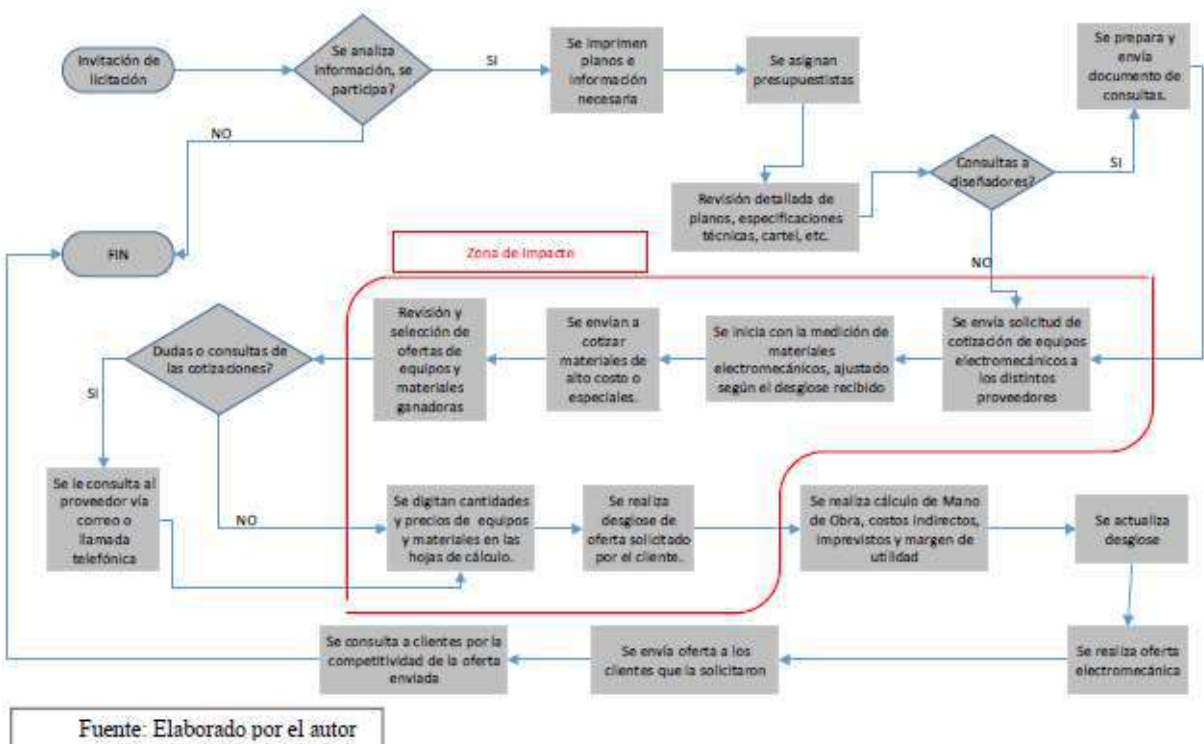 Invitación de
licitación
Se analiza
información, se
participa?
SI
NO
Se imprimen
planos e
información
necesaria
Se asignan
presupuestistas
Se prepara y
envía
documento de
consultas.
Consultas a
diseñadores?
SI
NO
Revisión detallada de
planos, especificaciones
técnicas, cartel, etc.
FIN
Zona de Impacto
Se envía solicitud de
cotización de equipos
electromecánicos a
los distintos
proveedores
Se inicia con la medición de
materiales
electromecánicos, ajustado
según el desglose recibido
Se envían a
cotizar
materiales de
alto costo o
especiales.
Revisión y
selección de
ofertas de
equipos y
materiales
ganadoras
Dudas o consultas de
las cotizaciones?
SI
NO
Se le consulta al
proveedor vía
correo o
llamada
telefónica
Se digitan cantidades
y precios de equipos
y materiales en las
hojas de cálculo.
Se realiza
desglose de
oferta solicitado
por el cliente.
Se realiza cálculo de Mano
de Obra, costos indirectos,
imprevistos y margen de
utilidad
Se actualiza
desglose
Se realiza oferta
electromecánica
Se envía oferta a los
clientes que la solicitaron
Se consulta a clientes por la
competitividad de la oferta
enviada
Fuente: Elaborado por el autor